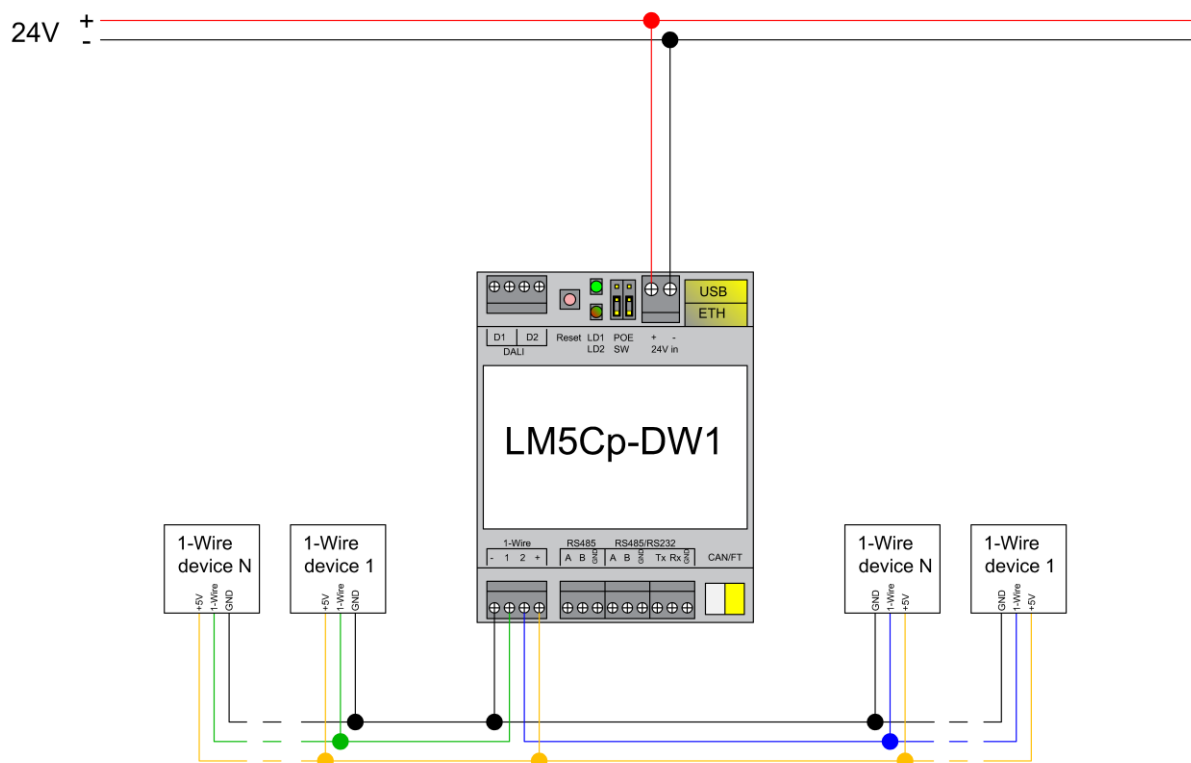 24V
+
-
USB
ETH
D1 D2
DALI
Reset LD1 POE
LD2 SW
+ -
24V in
LM5Cp-DW1
1-Wire
device N
+5V 1-Wire GND
1-Wire
device 1
+5V 1-Wire GND
1-Wire
- 1 2 +
RS485
A B GND
RS485/RS232
A B GND Tx Rx GND
CAN/FT
1-Wire
device N
GND 1-Wire +5V
1-Wire
device 1
GND 1-Wire +5V